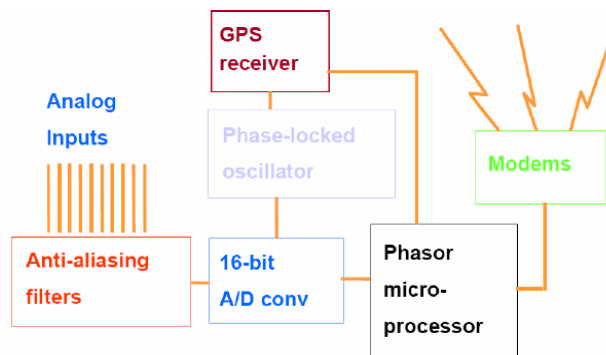 GPS
receiver
Analog
Inputs
Phase-locked
oscillator
Modems
Anti-aliasing
filters
16-bit
A/D conv
Phasor
micro-
processor